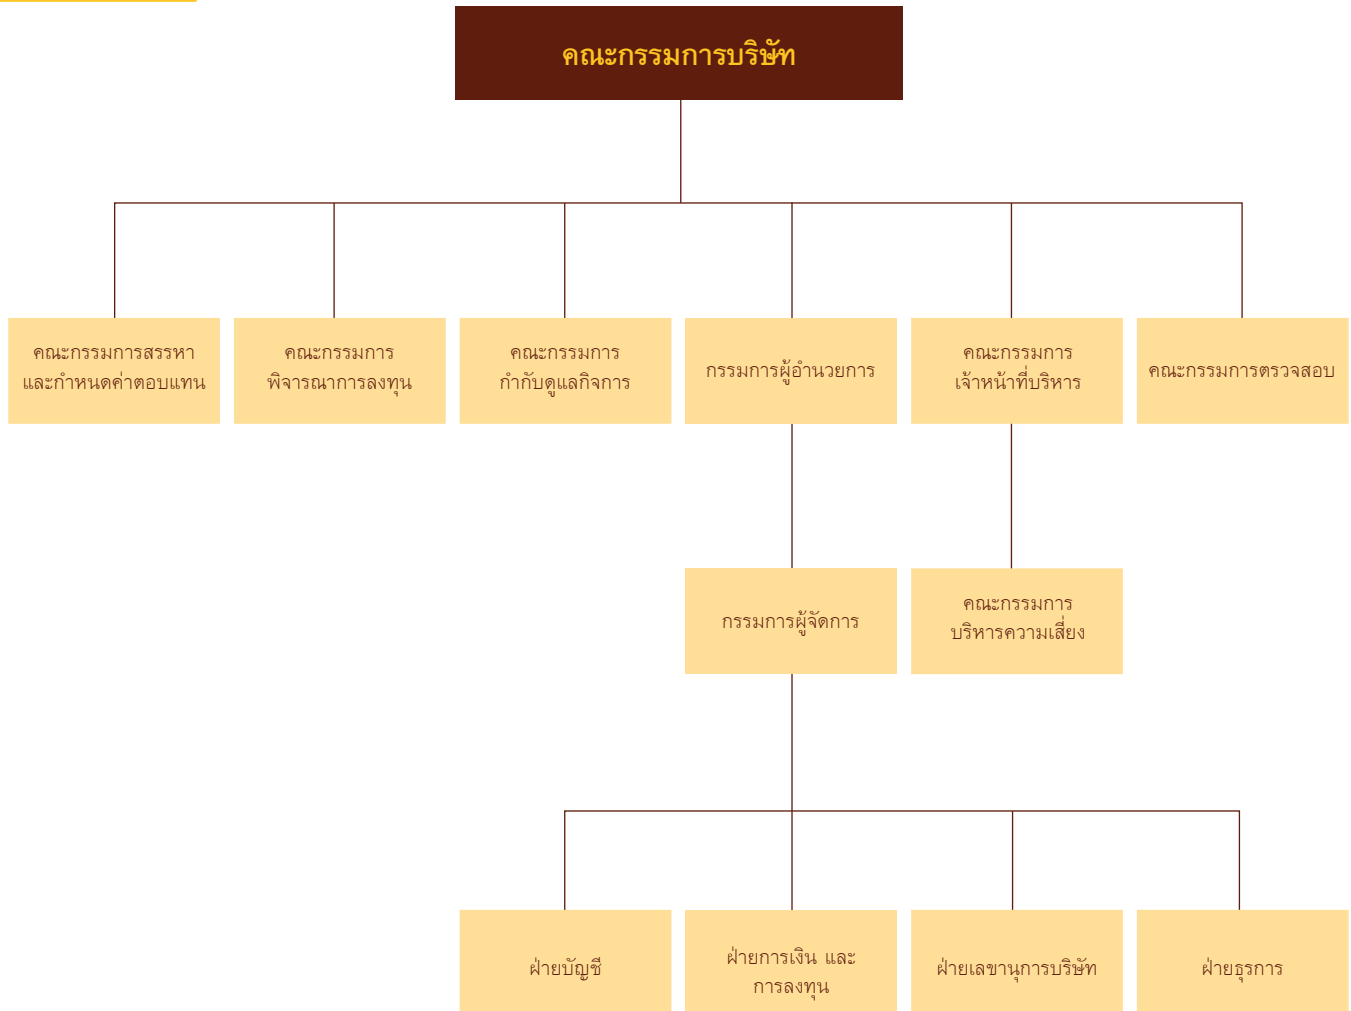 คณะกรรมการบริษัท
คณะกรรมการสรรหา
และกำหนดค่าตอบแทน
คณะกรรมการ
พิจารณาการลงทุน
คณะกรรมการ
กำกับดูแลกิจการ
กรรมการผู้อำนวยการ
คณะกรรมการ
เจ้าหน้าที่บริหาร
คณะกรรมการตรวจสอบ
กรรมการผู้จัดการ
คณะกรรมการ
บริหารความเสี่ยง
ฝ่ายบัญชี
ฝ่ายการเงิน และ
การลงทุน
ฝ่ายเลขานุการบริษัท
ฝ่ายธุรการ